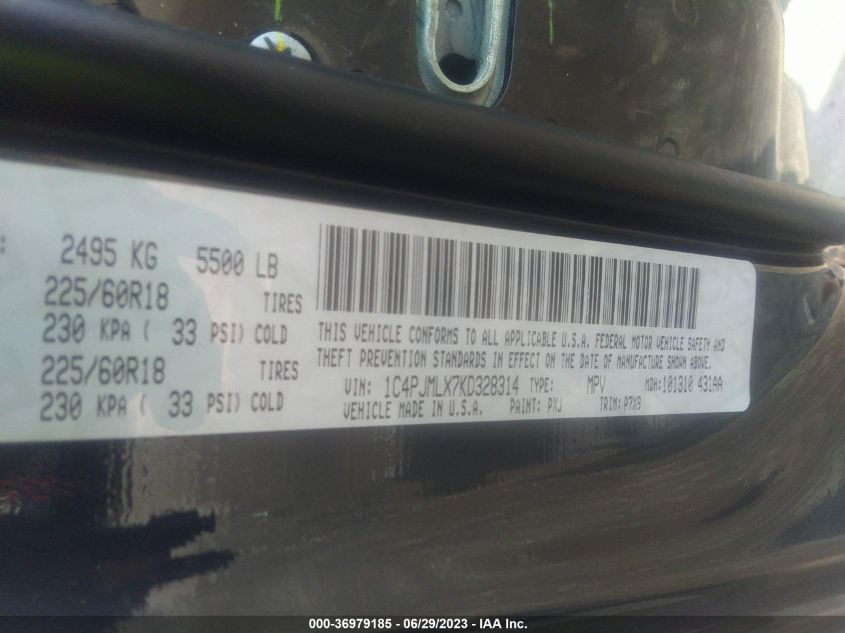 2495 KG 5500 LB
225/60R18 TIRES
230 KPA ( 33 PSI) COLD
225/60R18 TIRES
230 KPA ( 33 PSI) COLD
THIS VEHICLE CONFORMS TO ALL APPLICABLE U.S.A. FEDERAL MOTOR VEHICLE SAFETY AND
THEFT PREVENTION STANDARDS IN EFFECT ON THE DATE OF MANUFACTURE SHOWN ABOVE.
VIN: 1C4PJMLX7KD328314 TYPE: MPV MDH:101310 431AA
VEHICLE MADE IN U.S.A. PAINT: PXJ TRIM: P7X9
000-36979185 - 06/29/2023 - IAA Inc.